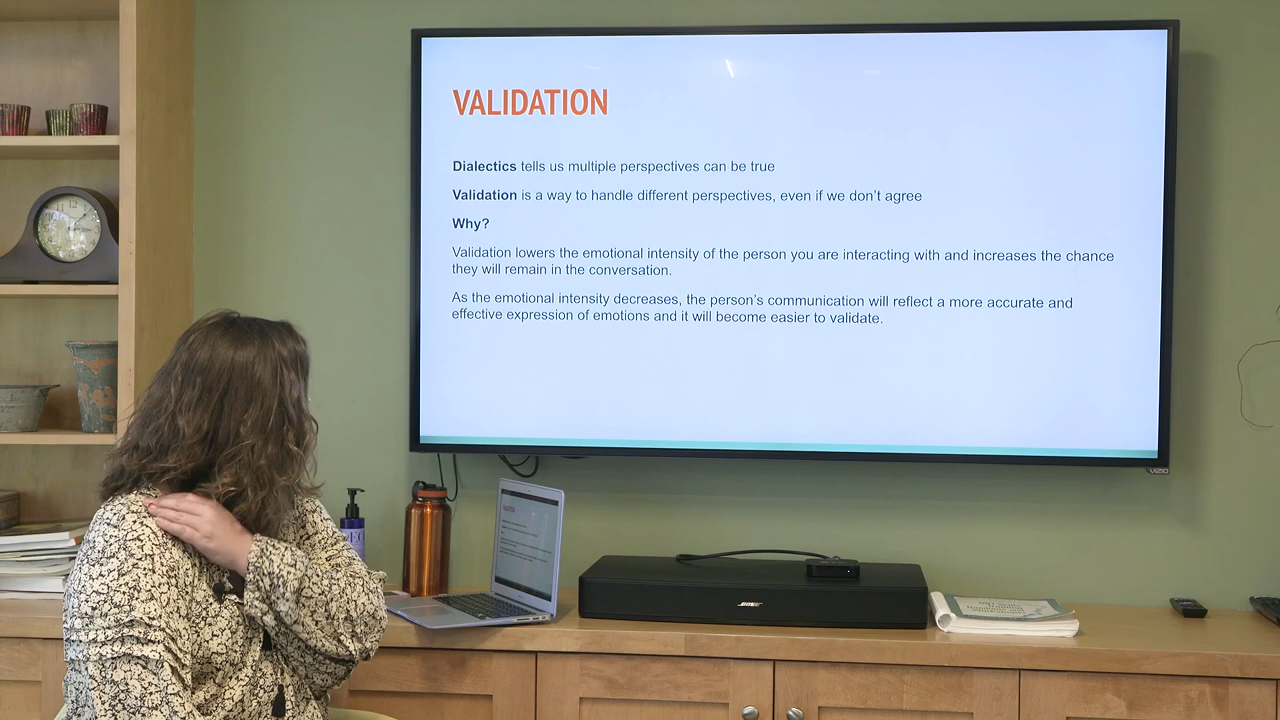 VALIDATION
Dialectics tells us multiple perspectives can be true
Validation is a way to handle different perspectives, even if we don’t agree
Why?
Validation lowers the emotional intensity of the person you are interacting with and increases the chance
they will remain in the conversation.
As the emotional intensity decreases, the person’s communication will reflect a more accurate and
effective expression of emotions and it will become easier to validate.
VIZIO
BOSE